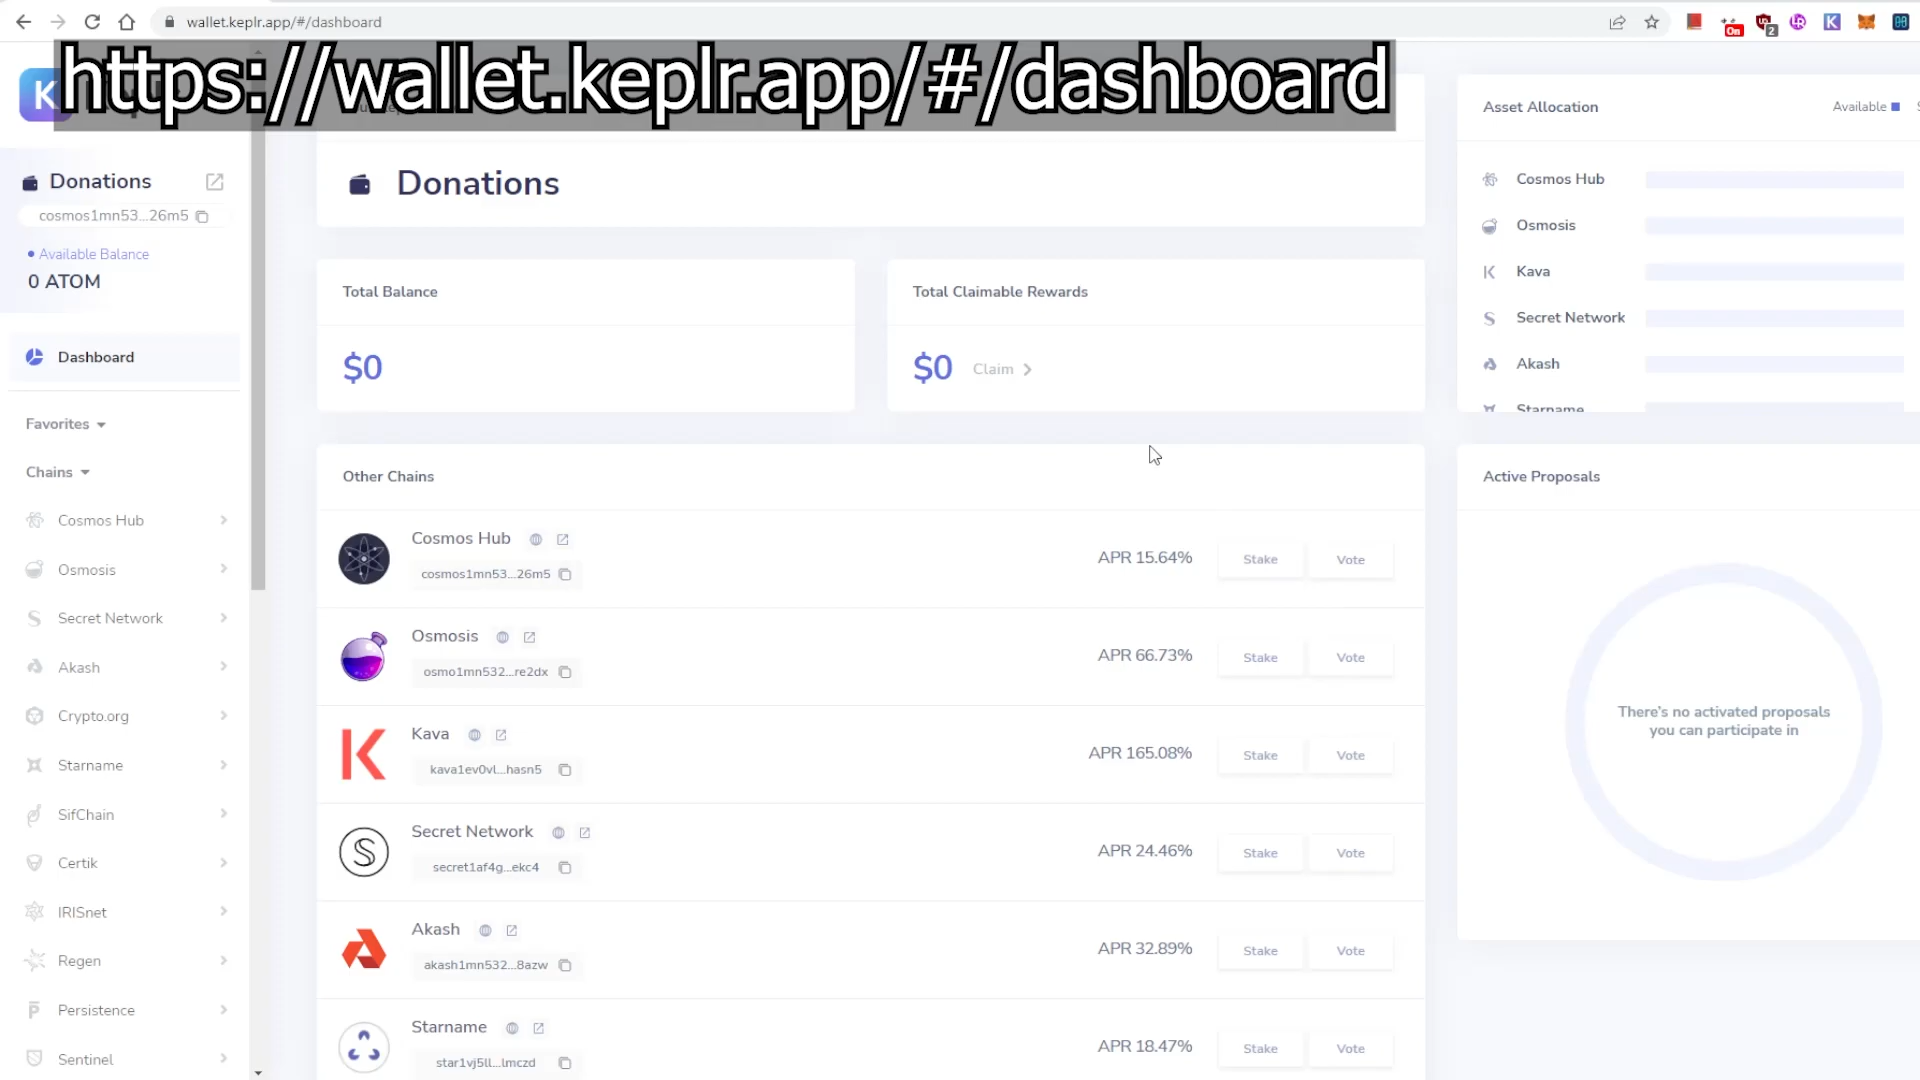 wallet.keplr.app/#/dashboard
On
2
https://wallet.keplr.app/#/dashboard
K
Donations
cosmos1mn53...26m5
Available Balance
0 ATOM
Dashboard
Favorites
Chains
Cosmos Hub
Osmosis
Secret Network
Akash
Crypto.org
Starname
SifChain
Certik
IRISnet
Regen
Persistence
Sentinel
Donations
Total Balance
$0
Total Claimable Rewards
$0 Claim
Other Chains
Cosmos Hub
cosmos1mn53...26m5
APR 15.64% Stake Vote
Osmosis
osmo1mn532...re2dx
APR 66.73% Stake Vote
Kava
kava1ev0vl...hasn5
APR 165.08% Stake Vote
Secret Network
secret1af4g...ekc4
APR 24.46% Stake Vote
Akash
akash1mn532...8azw
APR 32.89% Stake Vote
Starname
star1vj5ll...lmczd
APR 18.47% Stake Vote
Asset Allocation Available
Cosmos Hub
Osmosis
Kava
Secret Network
Akash
Starname
Active Proposals
There's no activated proposals
you can participate in